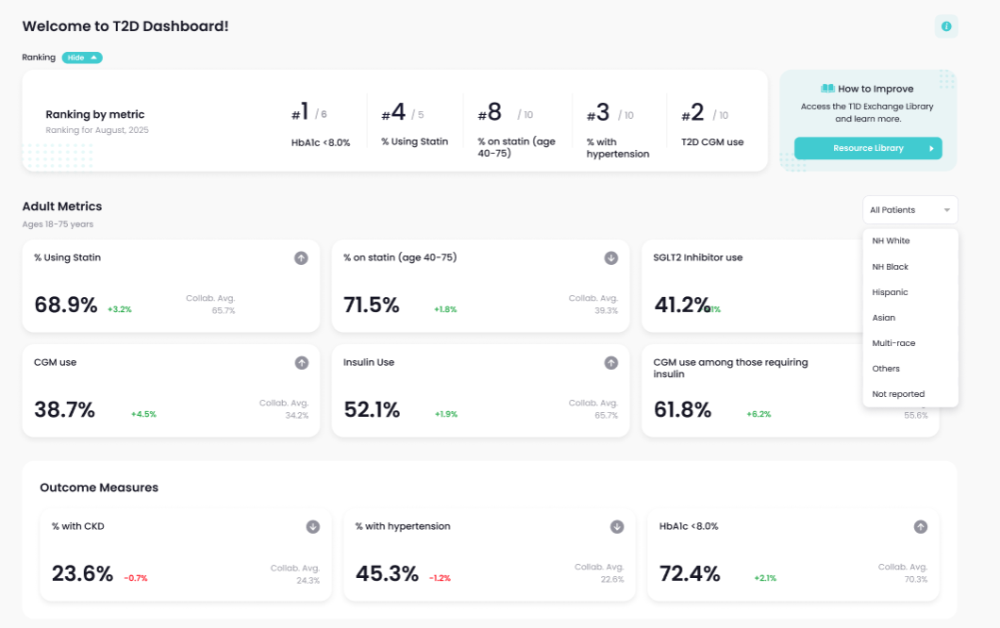 Welcome to T2D Dashboard!
Ranking Hide
Ranking by metric
Ranking for August, 2025
#1 / 6
HbA1c <8.0%
#4 / 5
% Using Statin
#8 / 10
% on statin (age
40-75)
#3 / 10
% with
hypertension
#2 / 10
T2D CGM use
How to Improve
Access the T1D Exchange Library
and learn more.
Resource Library
Adult Metrics
Ages 18-75 years
All Patients
NH White
NH Black
Hispanic
Asian
Multi-race
Others
Not reported
% Using Statin
68.9% +3.2%
Collab. Avg.
65.7%
% on statin (age 40-75)
71.5% +1.8%
Collab. Avg.
39.3%
SGLT2 Inhibitor use
41.2%
CGM use
38.7% +4.5%
Collab. Avg.
34.2%
Insulin Use
52.1% +1.9%
Collab. Avg.
65.7%
CGM use among those requiring
insulin
61.8% +6.2%
55.6%
Outcome Measures
% with CKD
23.6% -0.7%
Collab. Avg.
24.3%
% with hypertension
45.3% -1.2%
Collab. Avg.
22.6%
HbA1c <8.0%
72.4% +2.1%
Collab. Avg.
70.3%